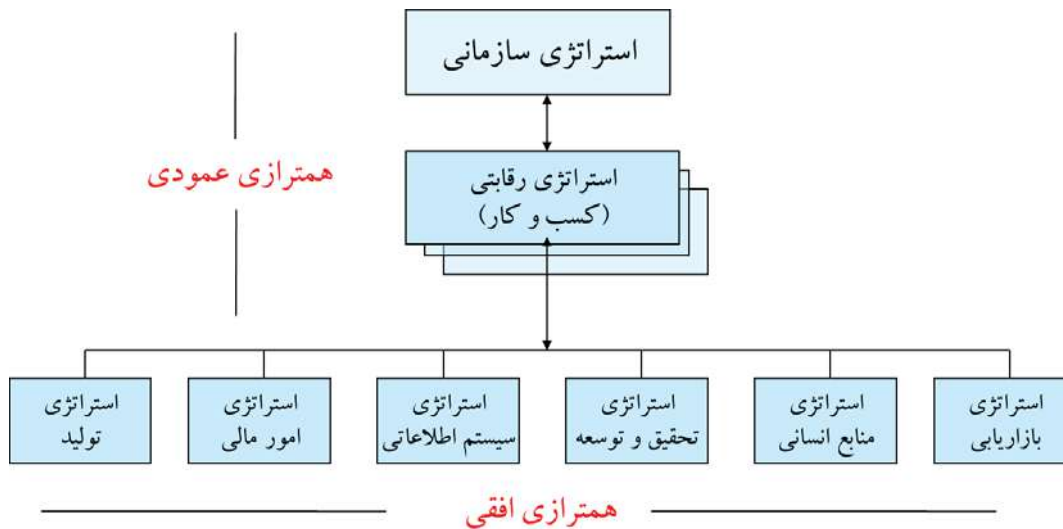 استراتژی سازمانی
همترازی عمودی
استراتژی رقابتی
(کسب و کار)
استراتژی
بازاریابی
استراتژی
منابع انسانی
استراتژی
تحقیق و توسعه
استراتژی
سیستم اطلاعاتی
استراتژی
امور مالی
استراتژی
تولید
همترازی افقی